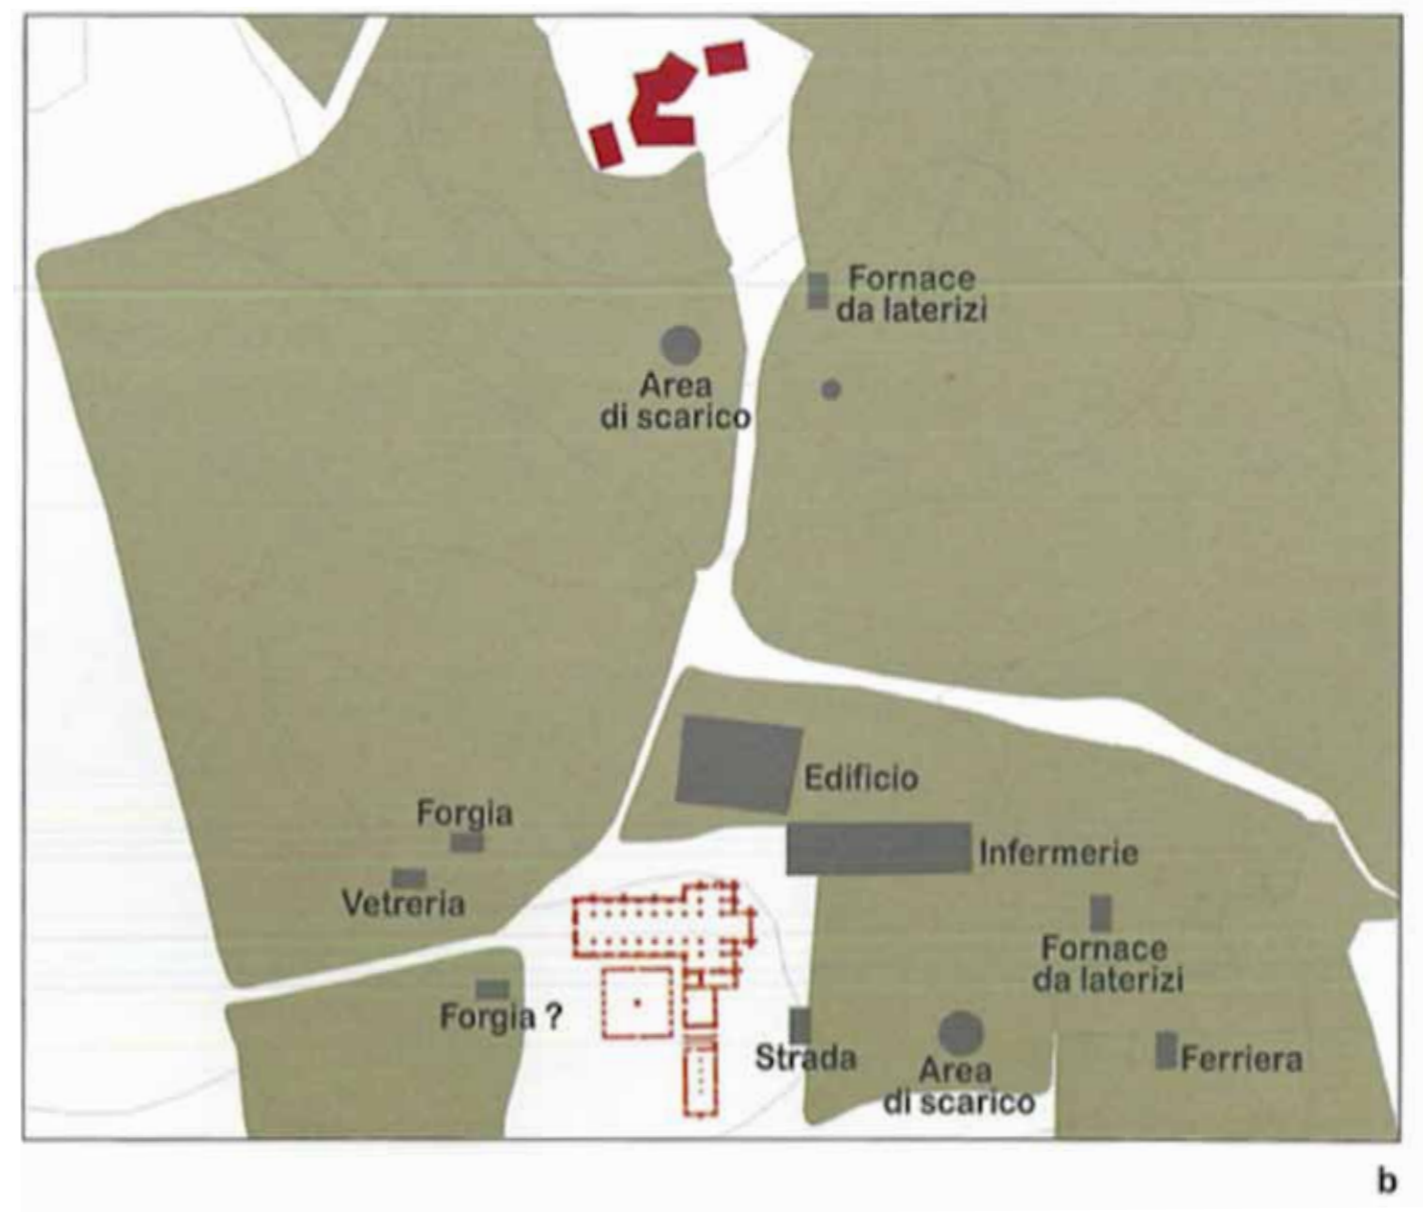 Fornace
da laterizi
Area
di scarico
Edificio
Forgia
Infermerie
Vetreria
Fornace
da laterizi
Forgia ?
Strada
Area
di scarico
Ferriera
b